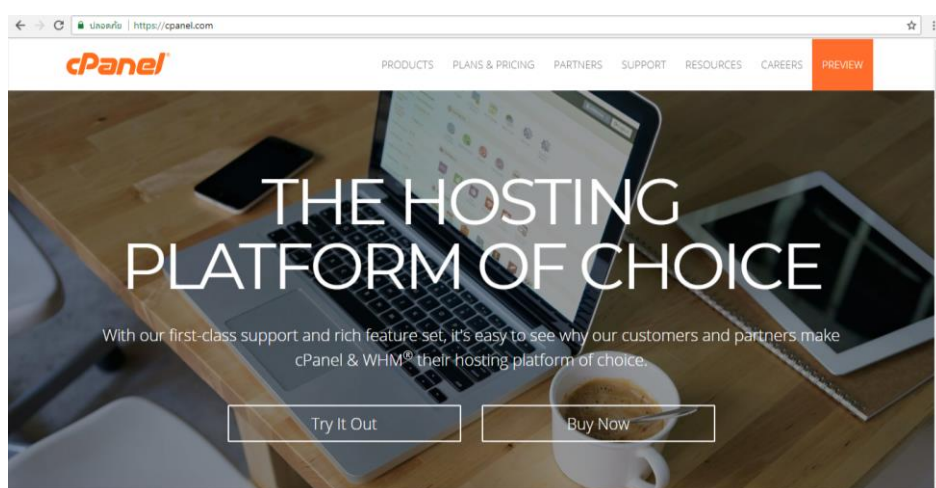 ปลอดภัย | https://cpanel.com
cPanel®
PRODUCTS PLANS & PRICING PARTNERS SUPPORT RESOURCES CAREERS PREVIEW
THE HOSTING
PLATFORM OF CHOICE
With our first-class support and rich feature set, it's easy to see why our customers and partners make
cPanel & WHM® their hosting platform of choice.
Try It Out Buy Now